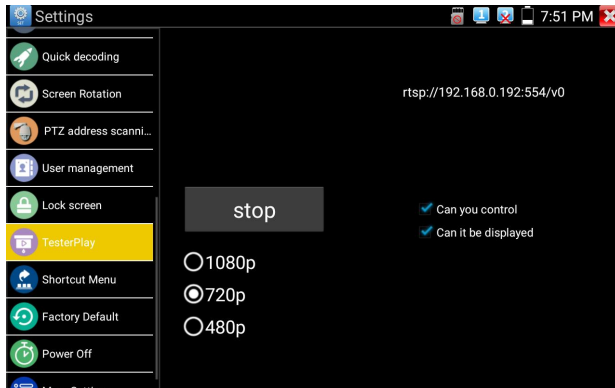 Settings
7:51 PM
SET
Quick decoding
Screen Rotation
PTZ address scanni...
User management
Lock screen
TesterPlay
Shortcut Menu
Factory Default
Power Off
rtsp://192.168.0.192:554/v0
stop
Can you control
Can it be displayed
1080p
720p
480p